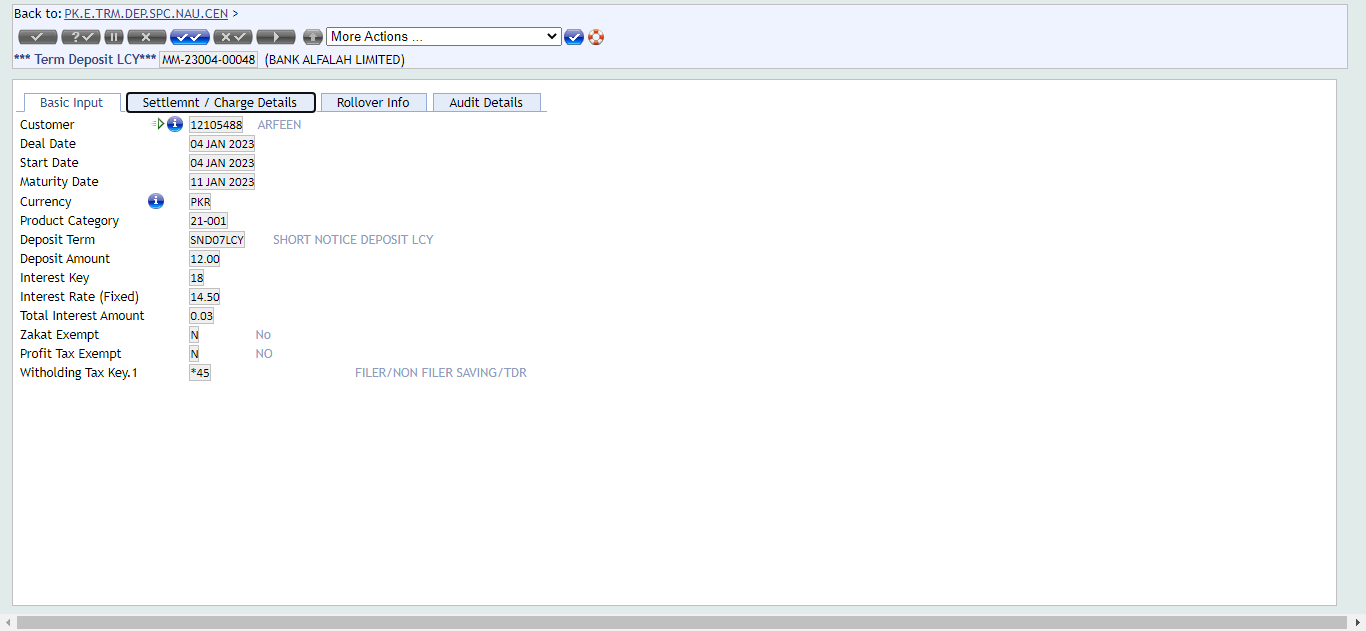 Back to: PK.E.TRM.DEP.SPC.NAU.CEN >
More Actions ...
*** Term Deposit LCY*** MM-23004-00048 (BANK ALFALAH LIMITED)
Basic Input Settlemnt / Charge Details Rollover Info Audit Details
Customer 12105488 ARFEEN
Deal Date 04 JAN 2023
Start Date 04 JAN 2023
Maturity Date 11 JAN 2023
Currency PKR
Product Category 21-001
Deposit Term SND07LCY SHORT NOTICE DEPOSIT LCY
Deposit Amount 12.00
Interest Key 18
Interest Rate (Fixed) 14.50
Total Interest Amount 0.03
Zakat Exempt N No
Profit Tax Exempt N NO
Witholding Tax Key.1 *45 FILER/NON FILER SAVING/TDR